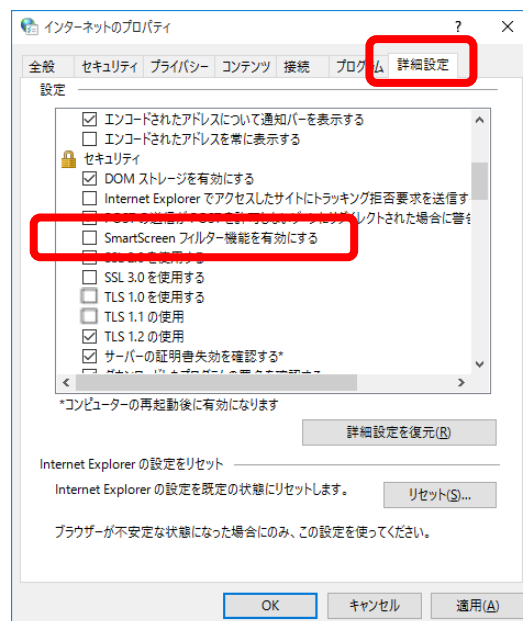 インターネットのプロパティ ? ×
全般 セキュリティ プライバシー コンテンツ 接続 プログラム 詳細設定
設定
エンコードされたアドレスについて通知バーを表示する
エンコードされたアドレスを常に表示する
セキュリティ
DOM ストレージを有効にする
Internet Explorer でアクセスしたサイトにトラッキング拒否要求を送信す
SmartScreen フィルター機能を有効にする
SSL 3.0 を使用する
TLS 1.0 を使用する
TLS 1.1 の使用
TLS 1.2 の使用
サーバーの証明書失効を確認する*
*コンピューターの再起動後に有効になります
詳細設定を復元(R)
Internet Explorer の設定をリセット
Internet Explorer の設定を既定の状態にリセットします。
リセット(S)...
ブラウザーが不安定な状態になった場合にのみ、この設定を使ってください。
OK キャンセル 適用(A)